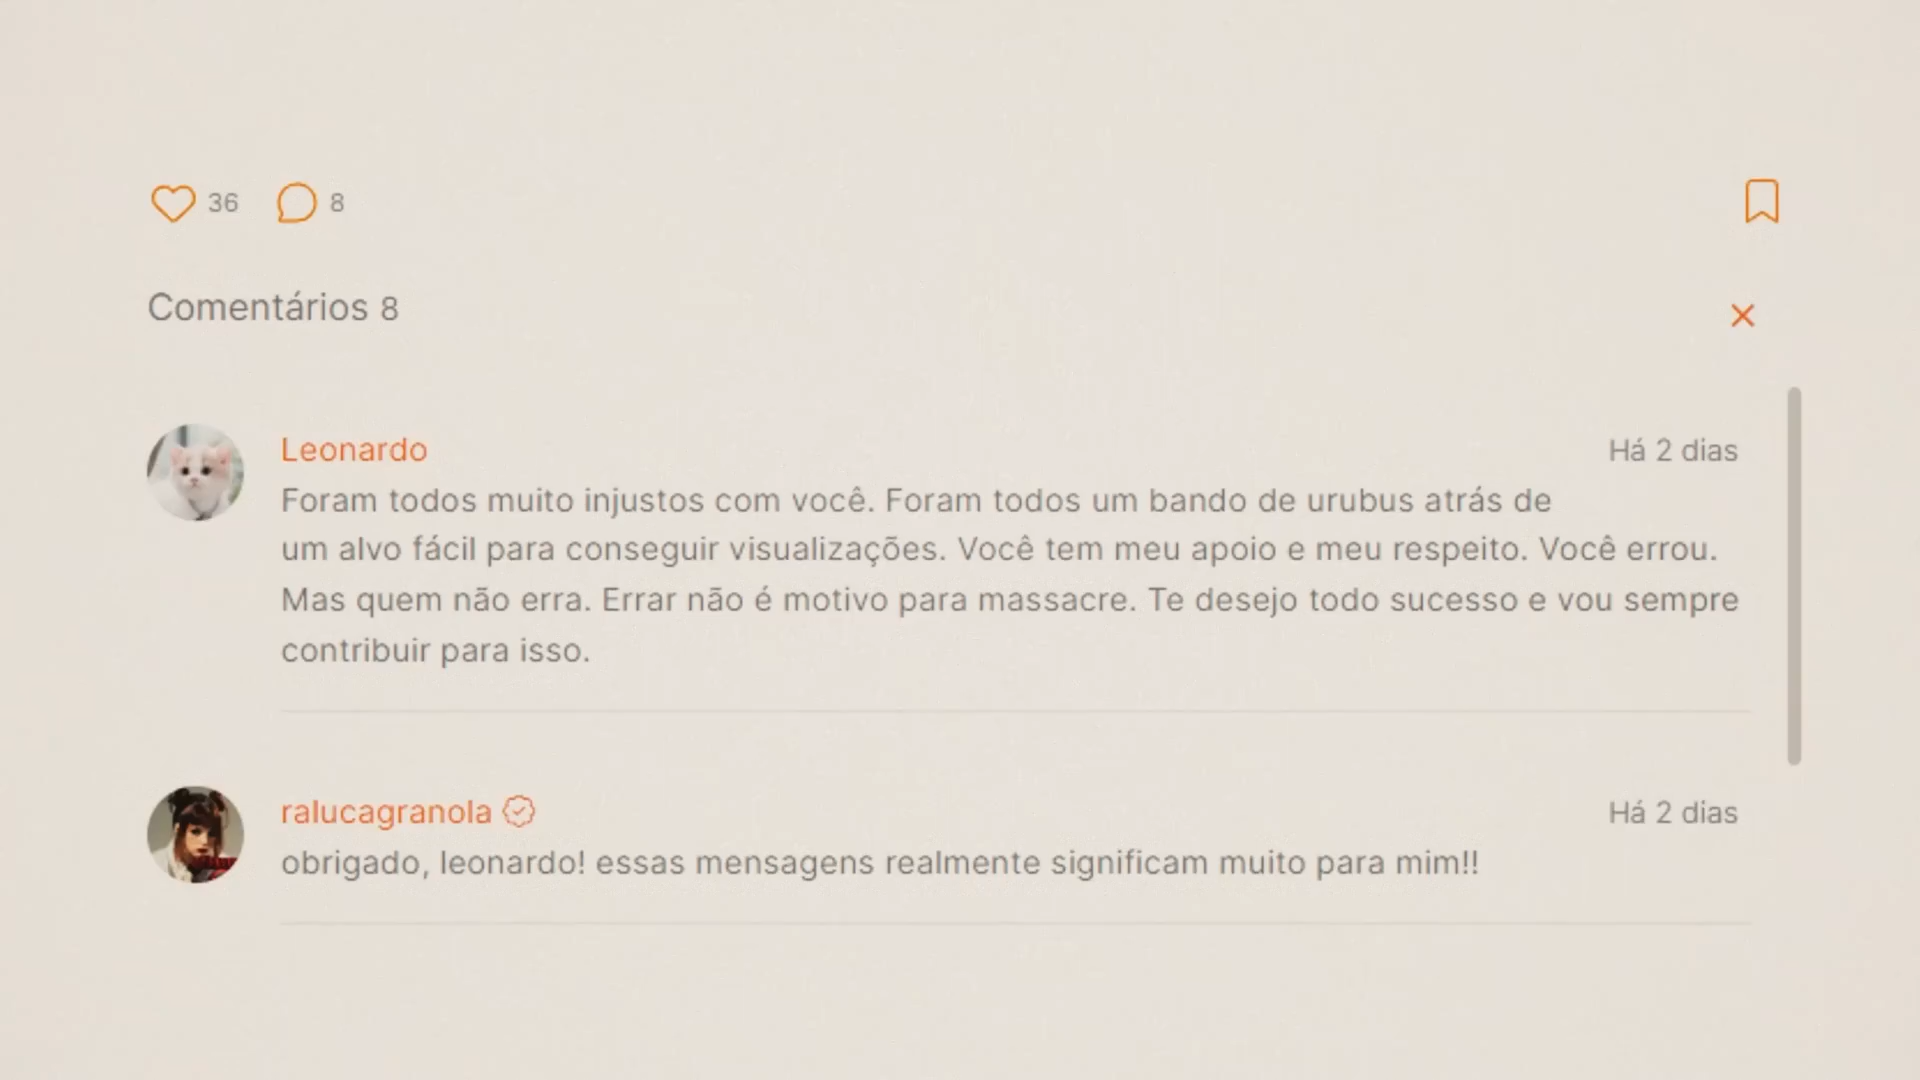 36 8
Comentários 8
Leonardo Há 2 dias
Foram todos muito injustos com você. Foram todos um bando de urubus atrás de
um alvo fácil para conseguir visualizações. Você tem meu apoio e meu respeito. Você errou.
Mas quem não erra. Errar não é motivo para massacre. Te desejo todo sucesso e vou sempre
contribuir para isso.
ralucagranola Há 2 dias
obrigado, leonardo! essas mensagens realmente significam muito para mim!!